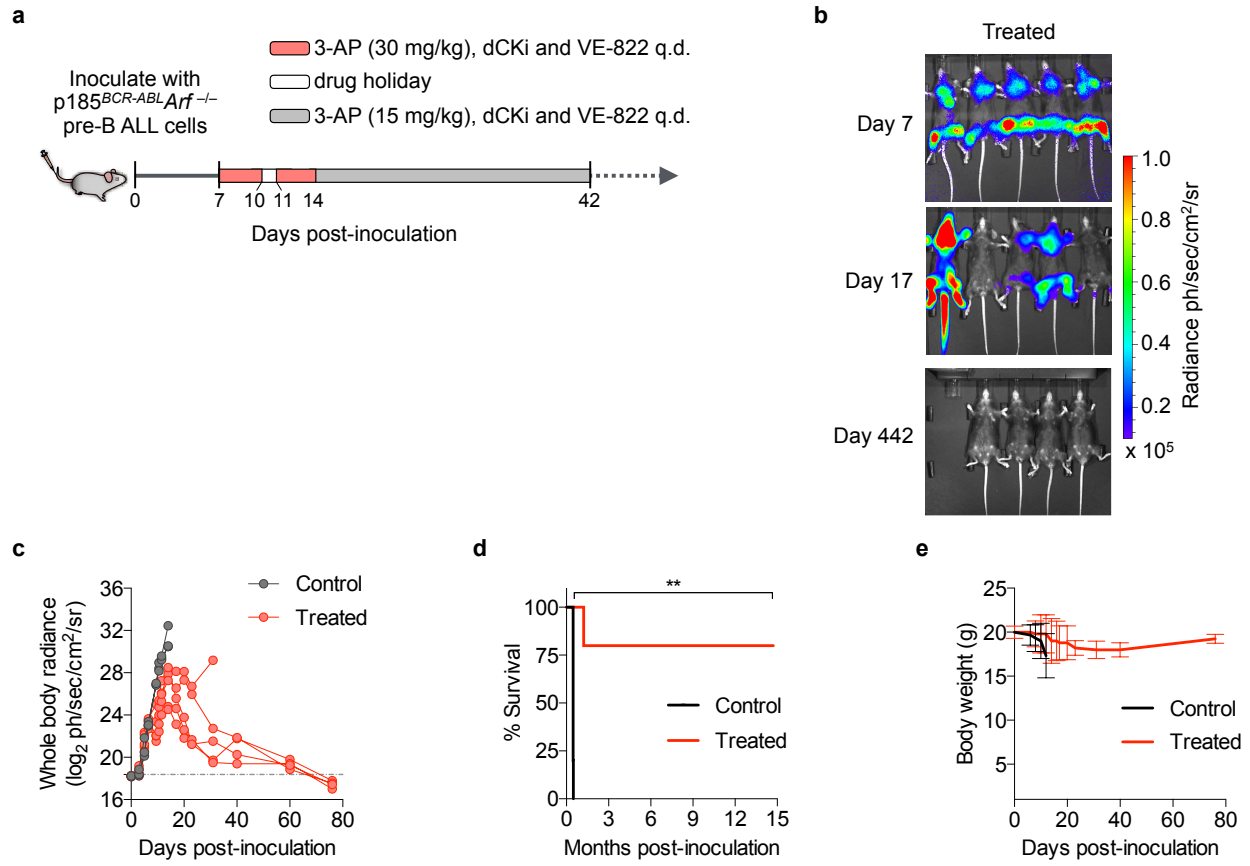 a
3-AP (30 mg/kg), dCKi and VE-822 q.d.
drug holiday
3-AP (15 mg/kg), dCKi and VE-822 q.d.
Inoculate with
p185BCR-ABLArf –/–
pre-B ALL cells
0
7
10
11
14
42
Days post-inoculation
b
Treated
Day 7
Day 17
Day 442
1.0
0.8
0.6
0.4
0.2
x 10⁵
Radiance ph/sec/cm²/sr
c
Control
Treated
36
32
28
24
20
16
Whole body radiance
(log₂ ph/sec/cm²/sr)
0 20 40 60 80
Days post-inoculation
d
**
100
75
50
25
0
% Survival
Control
Treated
0 3 6 9 12 15
Months post-inoculation
e
25
20
15
10
5
Body weight (g)
Control
Treated
0 20 40 60 80
Days post-inoculation